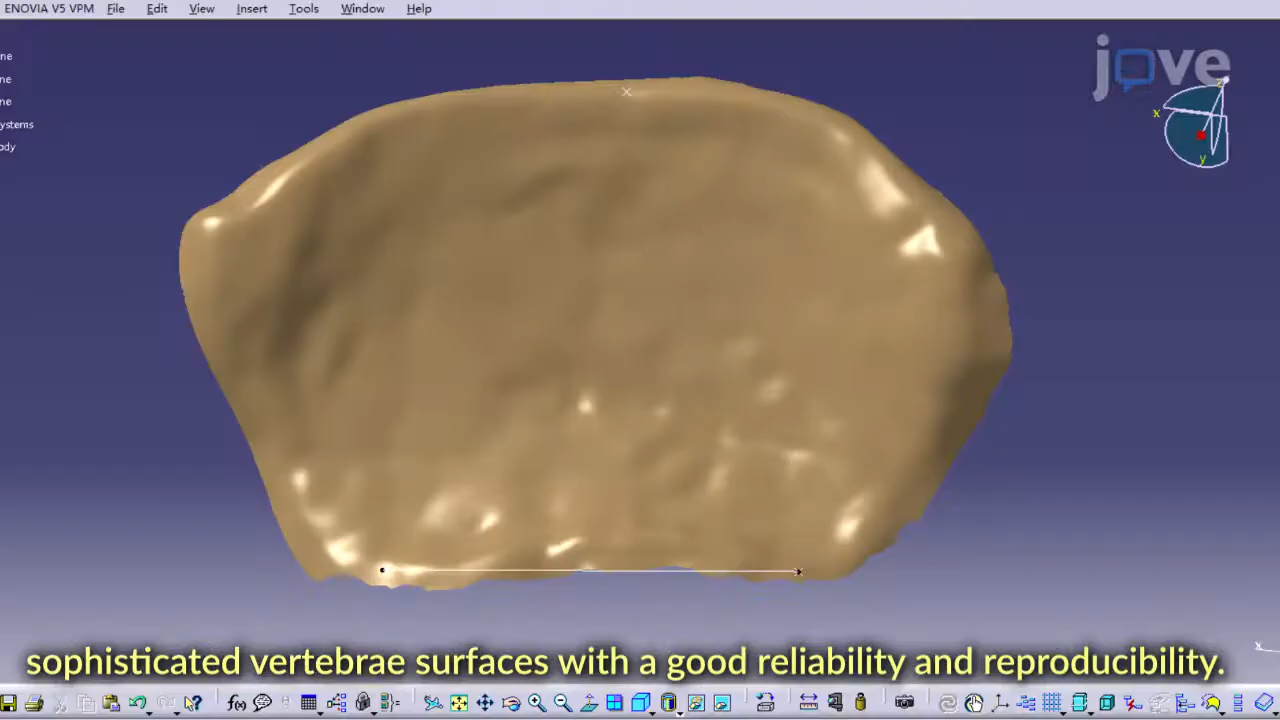 ENOVIA V5 VPM File Edit View Insert Tools Window Help
jove
ne
ne
ne
z
x
y
ystems
ody
x
sophisticated vertebrae surfaces with a good reliability and reproducibility.
f(x)